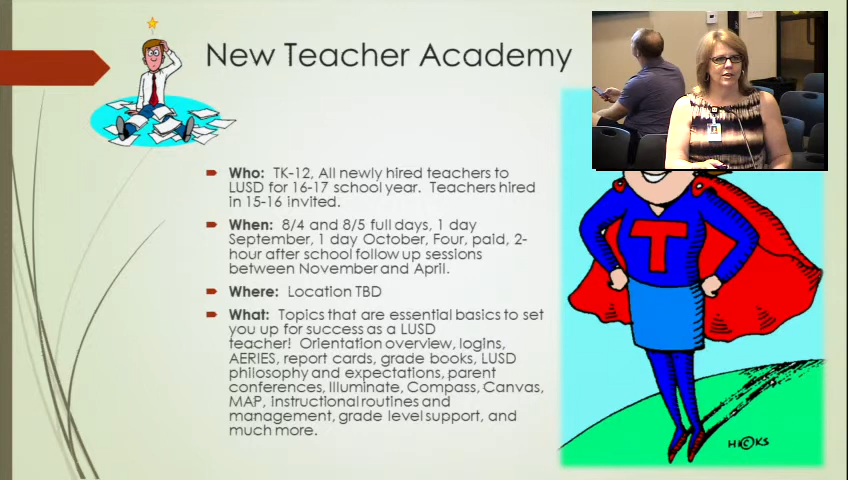 New Teacher Academy
Who: TK-12, All newly hired teachers to
LUSD for 16-17 school year. Teachers hired
in 15-16 invited.
When: 8/4 and 8/5 full days, 1 day
September, 1 day October, Four, paid, 2-
hour after school follow up sessions
between November and April.
Where: Location TBD
What: Topics that are essential basics to set
you up for success as a LUSD
teacher! Orientation overview, logins,
AERIES, report cards, grade books, LUSD
philosophy and expectations, parent
conferences, Illuminate, Compass, Canvas,
MAP, instructional routines and
management, grade level support, and
much more.
T
HICKS